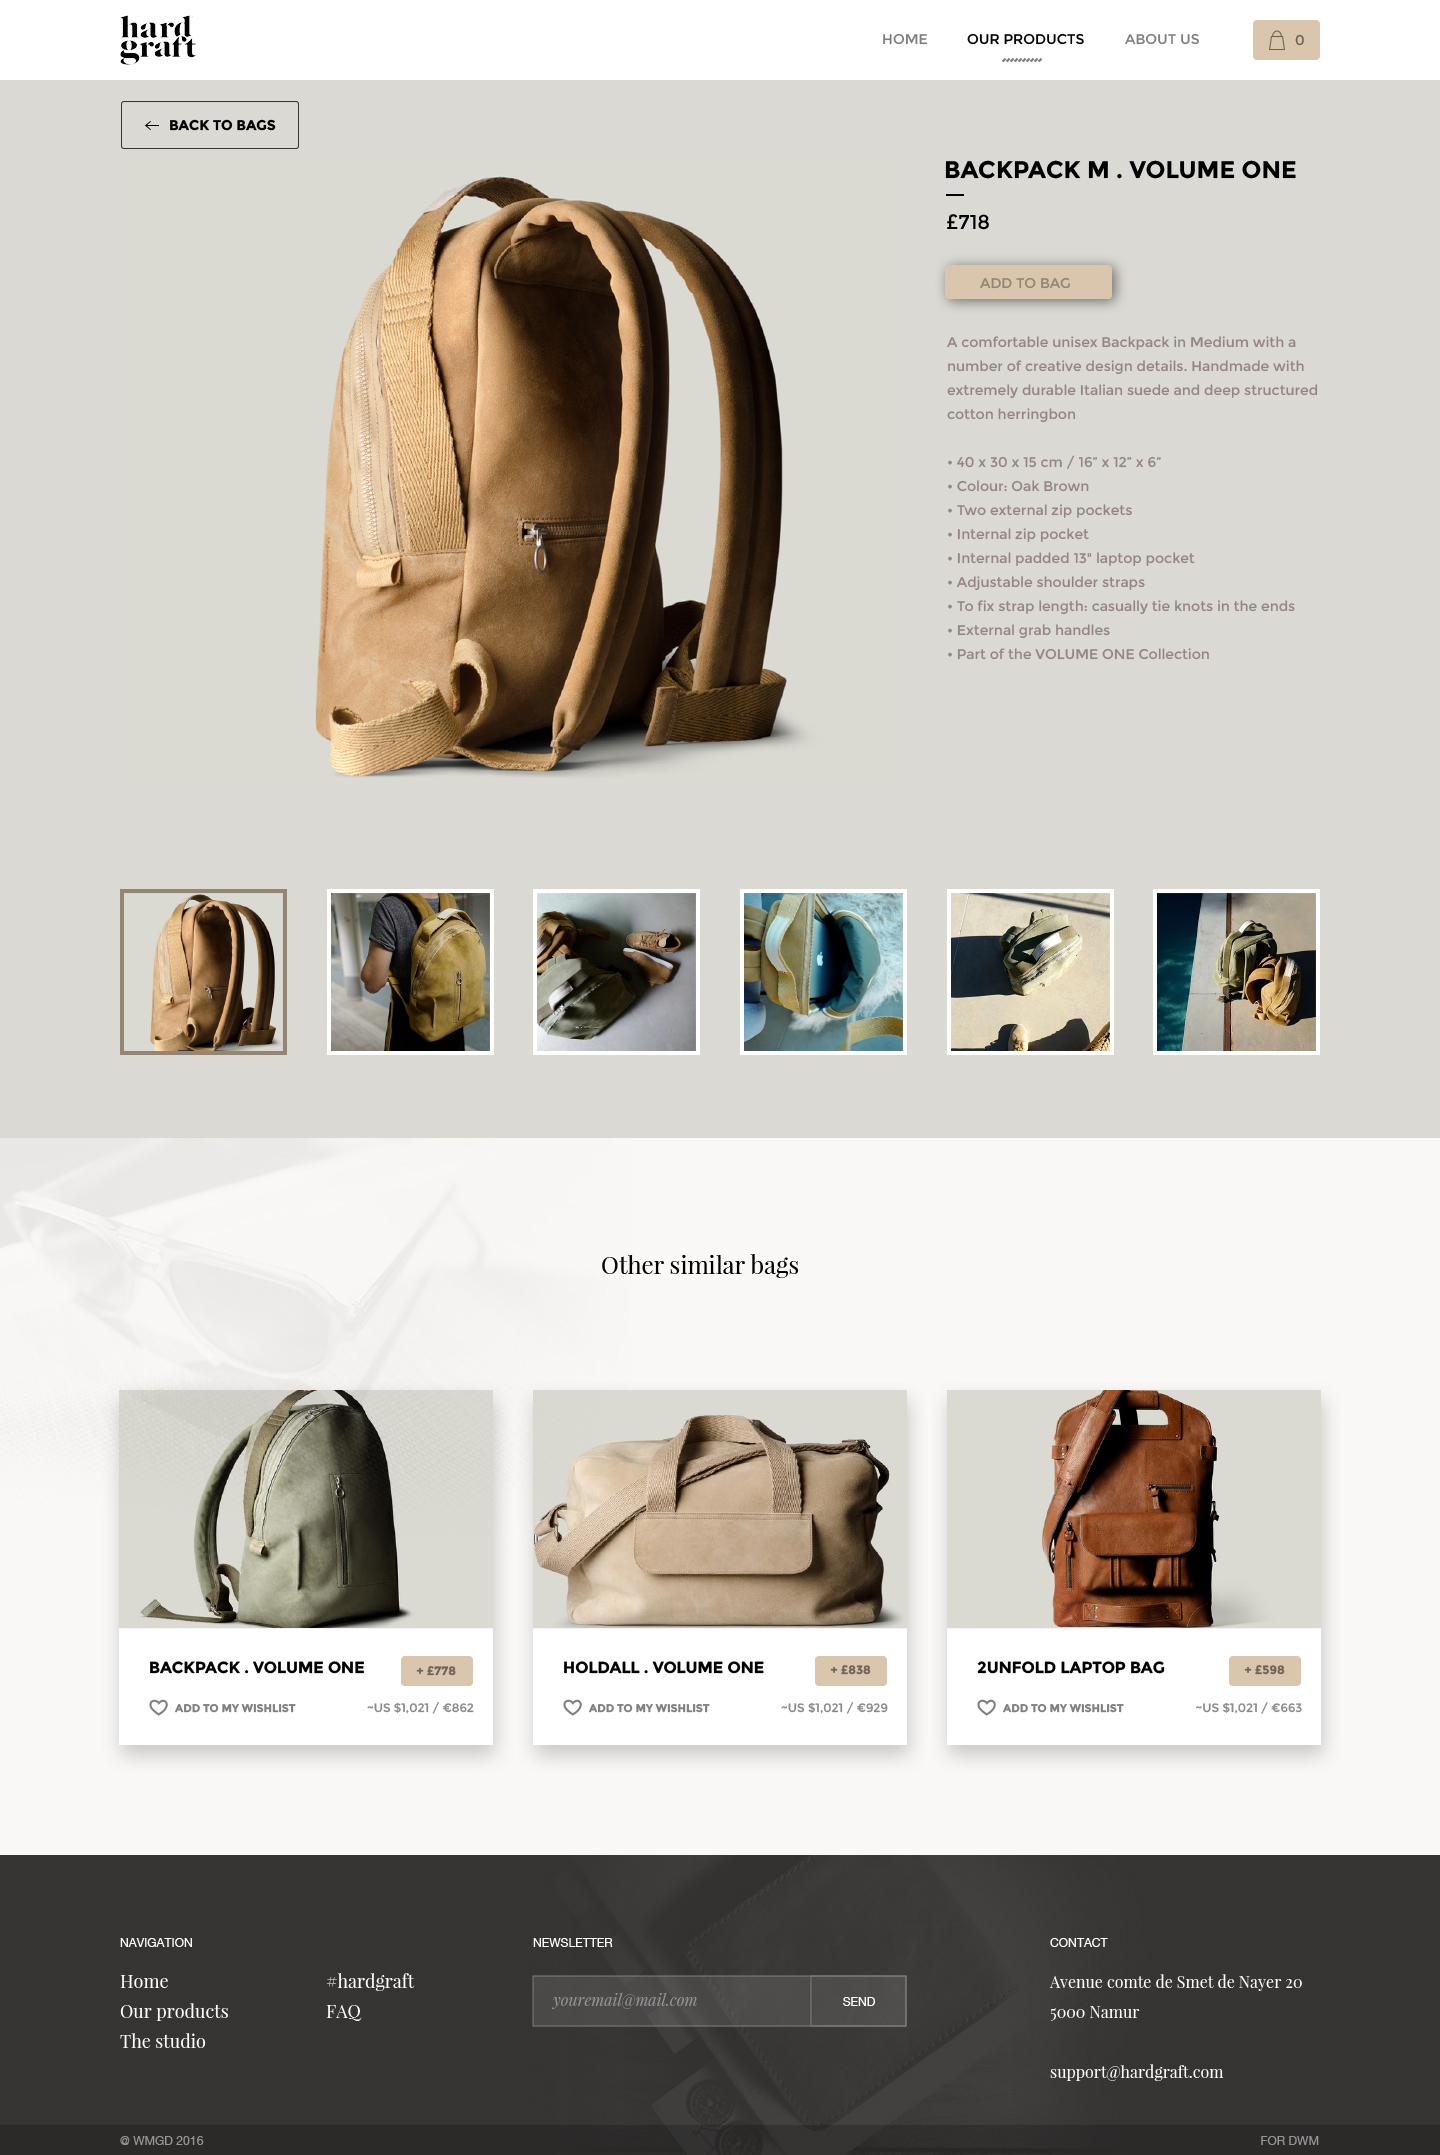 hard
graft
HOME
OUR PRODUCTS
ABOUT US
0
BACK TO BAGS
BACKPACK M . VOLUME ONE
£718
ADD TO BAG
A comfortable unisex Backpack in Medium with a
number of creative design details. Handmade with
extremely durable Italian suede and deep structured
cotton herringbon
• 40 x 30 x 15 cm / 16” x 12” x 6”
• Colour: Oak Brown
• Two external zip pockets
• Internal zip pocket
• Internal padded 13" laptop pocket
• Adjustable shoulder straps
• To fix strap length: casually tie knots in the ends
• External grab handles
• Part of the VOLUME ONE Collection
Other similar bags
BACKPACK . VOLUME ONE
+ £778
ADD TO MY WISHLIST
~US $1,021 / €862
HOLDALL . VOLUME ONE
+ £838
ADD TO MY WISHLIST
~US $1,021 / €929
2UNFOLD LAPTOP BAG
+ £598
ADD TO MY WISHLIST
~US $1,021 / €663
NAVIGATION
Home
Our products
The studio
#hardgraft
FAQ
NEWSLETTER
youremail@mail.com
SEND
CONTACT
Avenue comte de Smet de Nayer 20
5000 Namur
support@hardgraft.com
@ WMGD 2016
FOR DWM